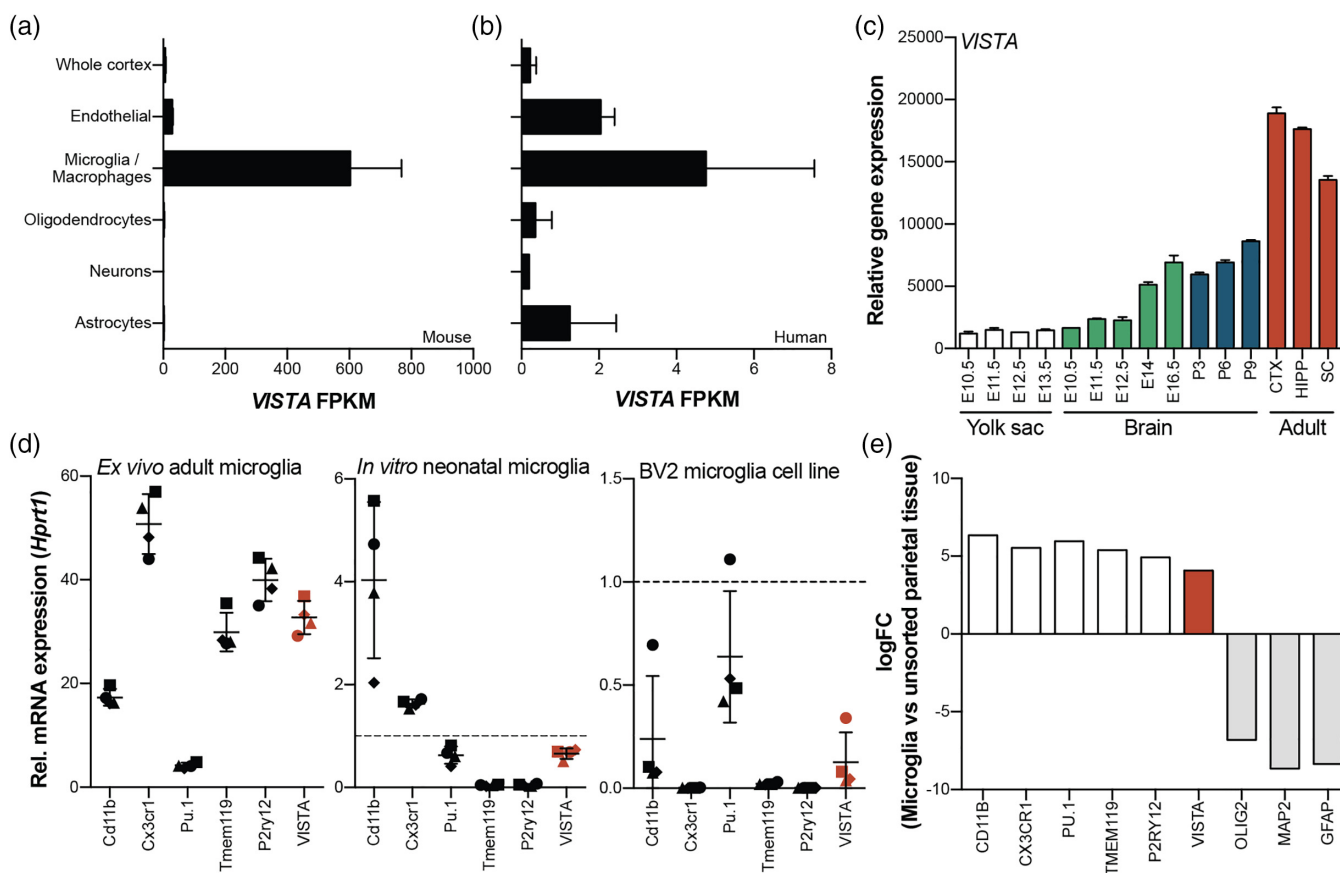 (a)
Whole cortex
Endothelial
Microglia /
Macrophages
Oligodendrocytes
Neurons
Astrocytes
Mouse
0 200 400 600 800 1000
VISTA FPKM
(b)
Human
0 2 4 6 8
VISTA FPKM
(c)
VISTA
Relative gene expression
25000
20000
15000
10000
5000
0
E10.5 E11.5 E12.5 E13.5 E10.5 E11.5 E12.5 E14 E16.5 P3 P6 P9 CTX HIPP SC
Yolk sac Brain Adult
(d)
Rel. mRNA expression (Hprt1)
Ex vivo adult microglia
60
40
20
0
Cd11b Cx3cr1 Pu.1 Tmem119 P2ry12 VISTA
In vitro neonatal microglia
6
4
2
0
Cd11b Cx3cr1 Pu.1 Tmem119 P2ry12 VISTA
BV2 microglia cell line
1.5
1.0
0.5
0.0
Cd11b Cx3cr1 Pu.1 Tmem119 P2ry12 VISTA
(e)
logFC
(Microglia vs unsorted parietal tissue)
10
5
0
-5
-10
CD11B CX3CR1 PU.1 TMEM119 P2RY12 VISTA OLIG2 MAP2 GFAP